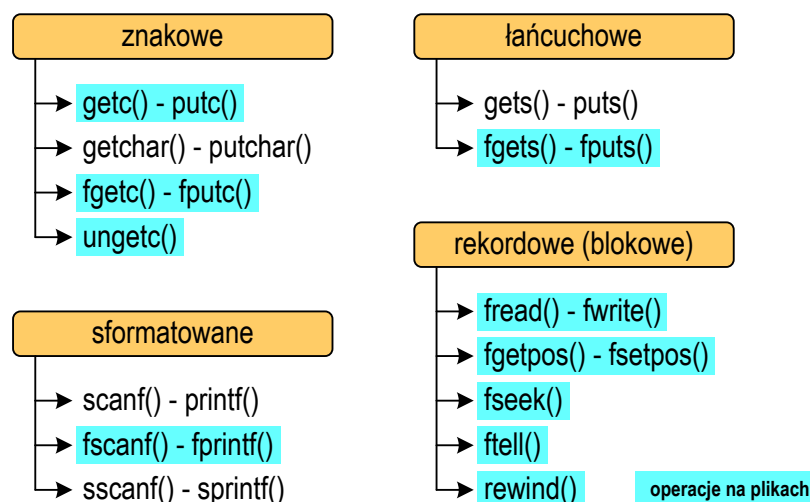 znakowe
getc() - putc()
getchar() - putchar()
fgetc() - fputc()
ungetc()
sformatowane
scanf() - printf()
fscanf() - fprintf()
sscanf() - sprintf()
łańcuchowe
gets() - puts()
fgets() - fputs()
rekordowe (blokowe)
fread() - fwrite()
fgetpos() - fsetpos()
fseek()
ftell()
rewind()
operacje na plikach